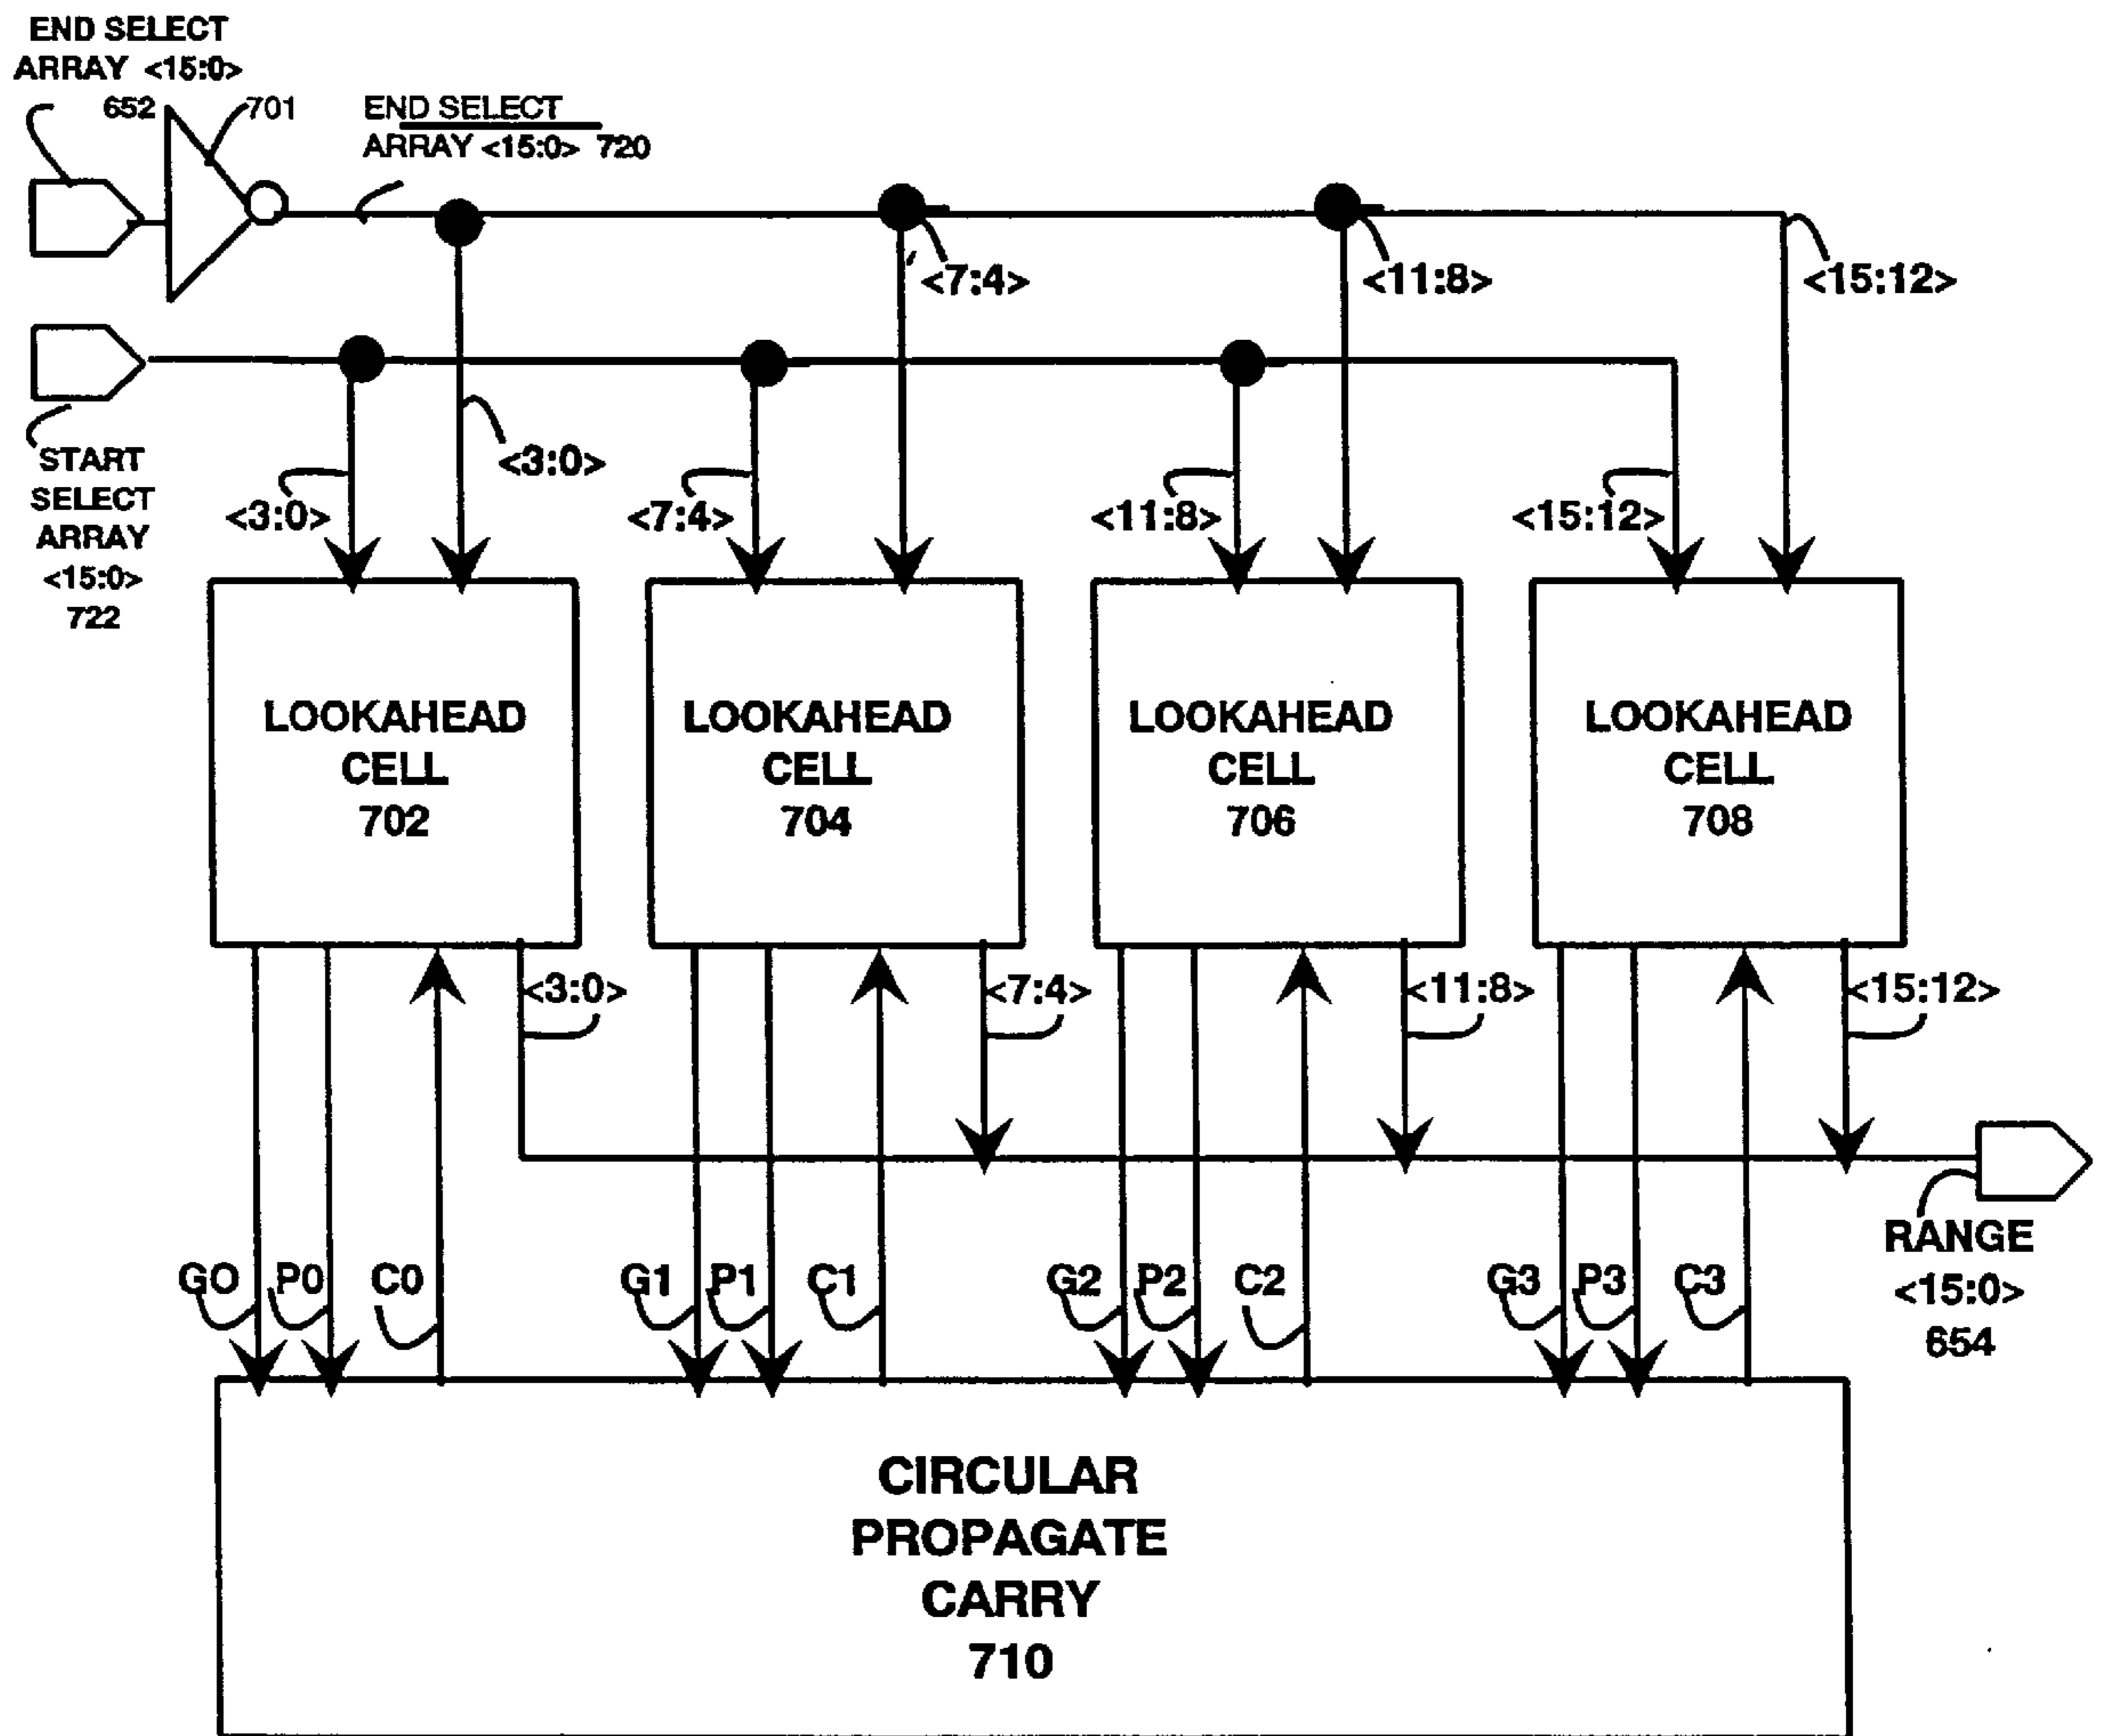 END SELECT
ARRAY <15:0>
652
701
END SELECT
ARRAY <15:0> 720
<7:4>
<11:8>
<15:12>
START
SELECT
ARRAY
<15:0>
722
<3:0>
<3:0>
<7:4>
<11:8>
<15:12>
LOOKAHEAD
CELL
702
LOOKAHEAD
CELL
704
LOOKAHEAD
CELL
706
LOOKAHEAD
CELL
708
<3:0>
<7:4>
<11:8>
<15:12>
GO
P0
C0
G1
P1
C1
G2
P2
C2
G3
P3
C3
RANGE
<15:0>
654
CIRCULAR
PROPAGATE
CARRY
710